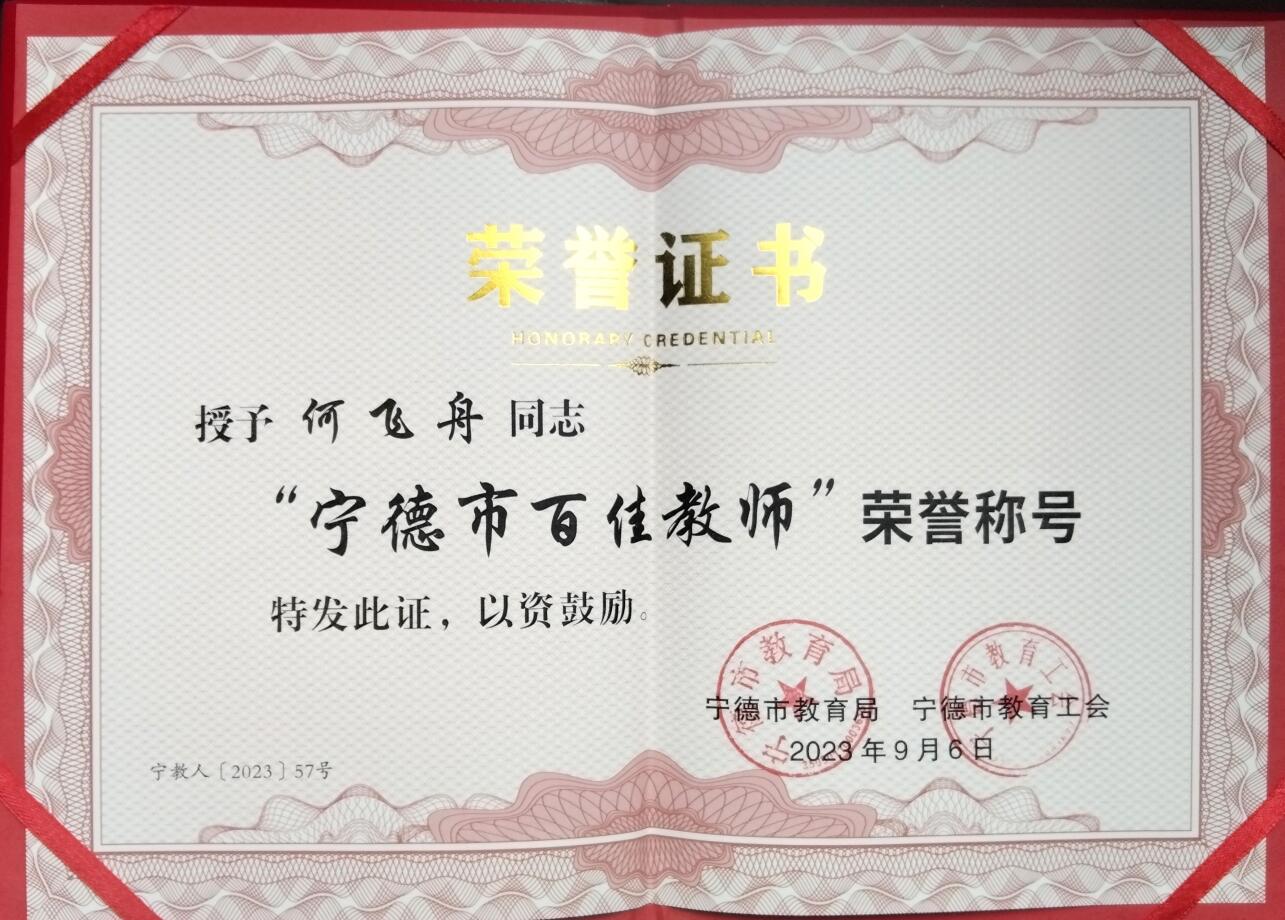 荣誉证书
HONORARY CREDENTIAL
授予 何飞舟 同志
“宁德市百佳教师”荣誉称号
特发此证，以资鼓励。
宁德市教育局 宁德市教育工会
2023年9月6日
宁教人〔2023〕57号